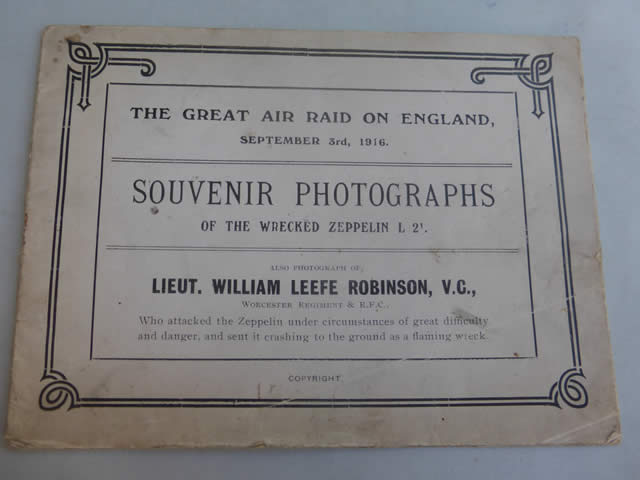 THE GREAT AIR RAID ON ENGLAND,
SEPTEMBER 3rd, 1916.
SOUVENIR PHOTOGRAPHS
OF THE WRECKED ZEPPELIN L 21.
ALSO PHOTOGRAPH OF,
LIEUT. WILLIAM LEEFE ROBINSON, V.C.,
WORCESTER REGIMENT & R.F.C.,
Who attacked the Zeppelin under circumstances of great difficulty
and danger, and sent it crashing to the ground as a flaming wreck.
COPYRIGHT.